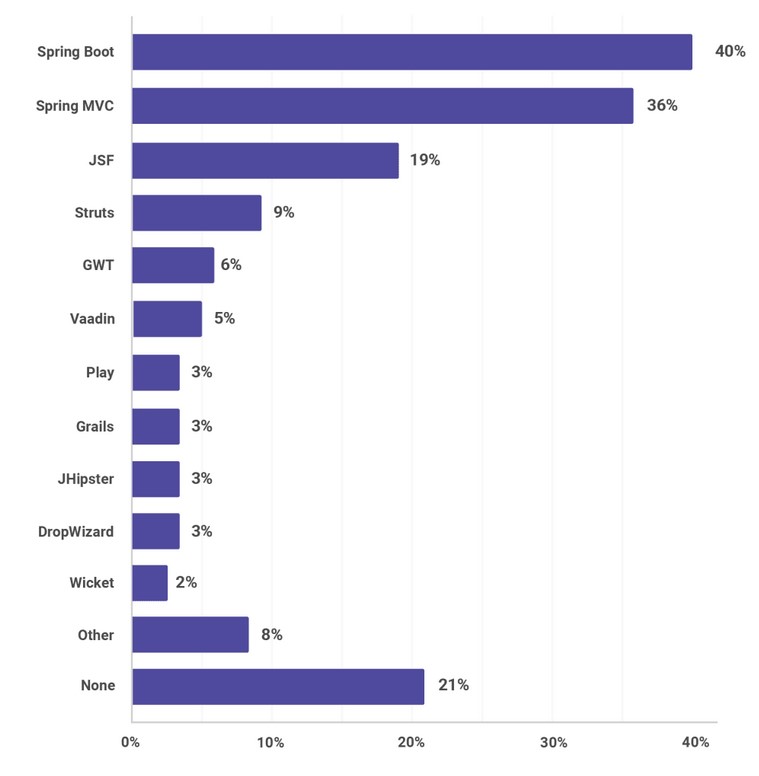 Spring Boot 40%
Spring MVC 36%
JSF 19%
Struts 9%
GWT 6%
Vaadin 5%
Play 3%
Grails 3%
JHipster 3%
DropWizard 3%
Wicket 2%
Other 8%
None 21%
0% 10% 20% 30% 40%